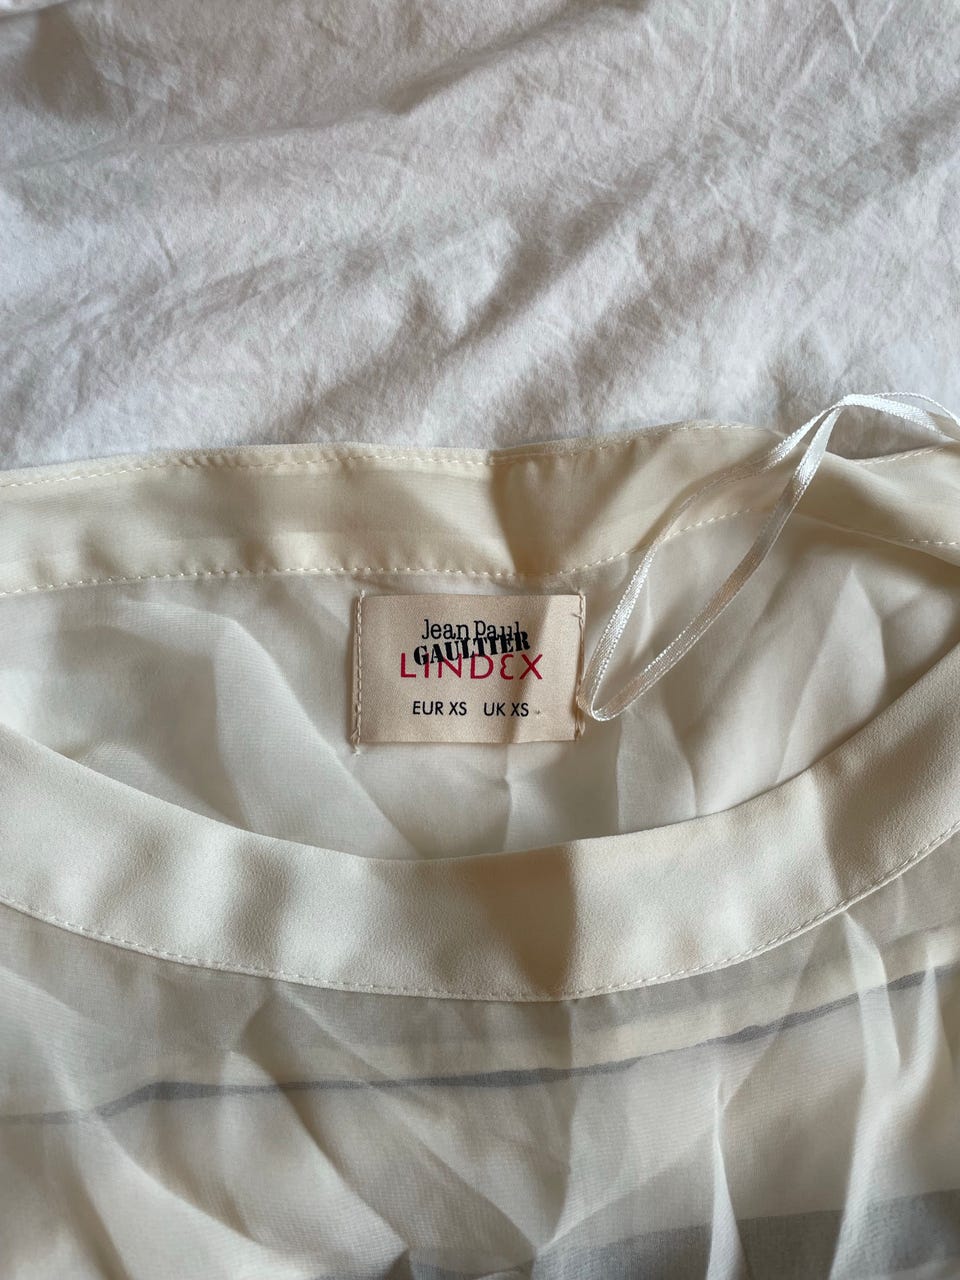 Jean Paul
GAULTIER
LINDEX
EUR XS UK XS